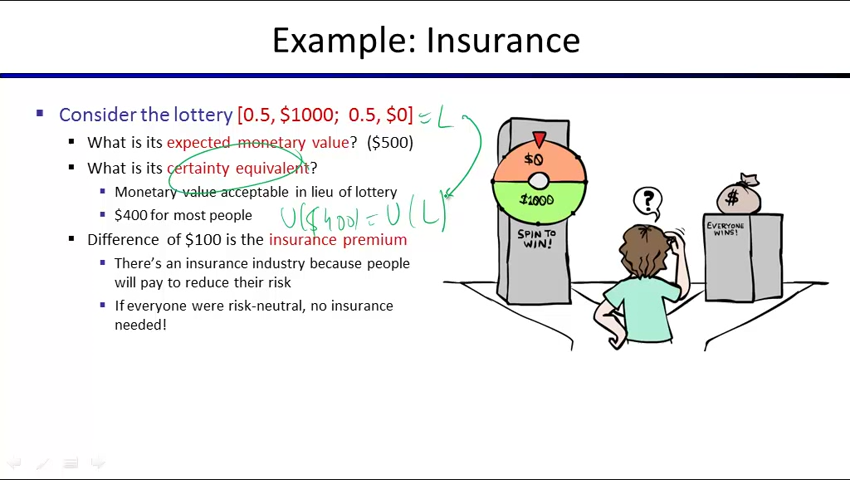 Example: Insurance
Consider the lottery [0.5, $1000; 0.5, $0] = L
What is its expected monetary value? ($500)
What is its certainty equivalent?
Monetary value acceptable in lieu of lottery
$400 for most people
U($400) = U(L)
Difference of $100 is the insurance premium
There's an insurance industry because people
will pay to reduce their risk
If everyone were risk-neutral, no insurance
needed!
$0
$1000
SPIN TO
WIN!
?
$
EVERYONE
WINS!